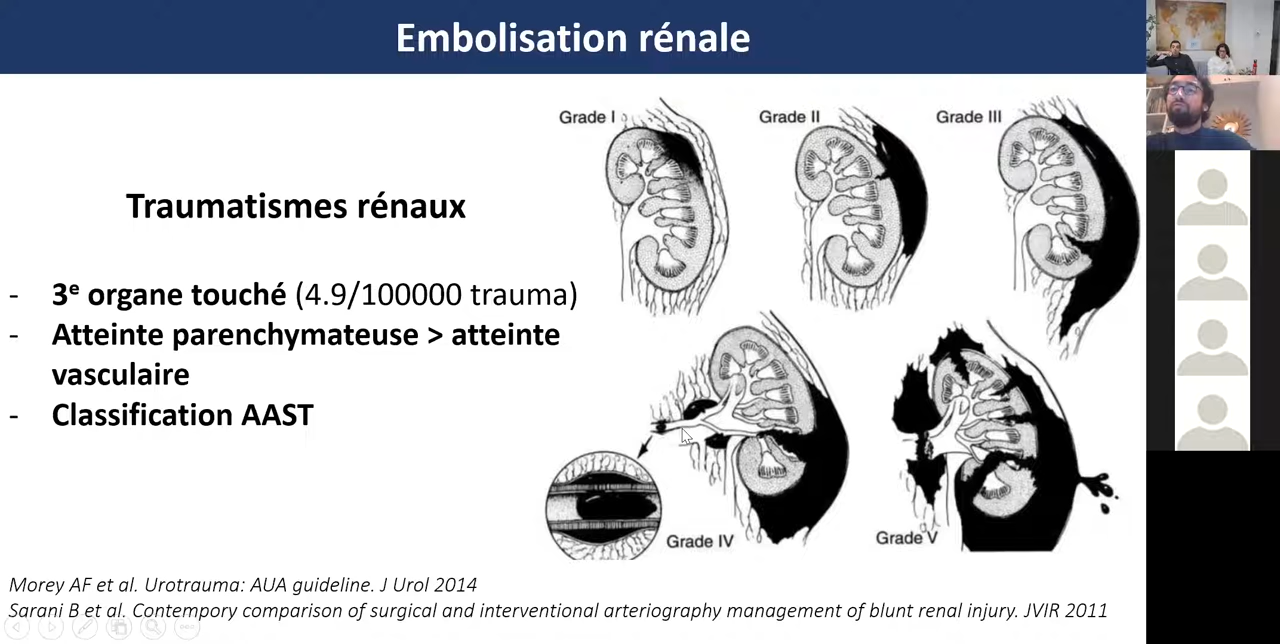 Embolisation rénale
Traumatismes rénaux
- 3e organe touché (4.9/100000 trauma)
- Atteinte parenchymateuse > atteinte
vasculaire
- Classification AAST
Grade I
Grade II
Grade III
Grade IV
Grade V
Morey AF et al. Urotrauma: AUA guideline. J Urol 2014
Sarani B et al. Contempory comparison of surgical and interventional arteriography management of blunt renal injury. JVIR 2011